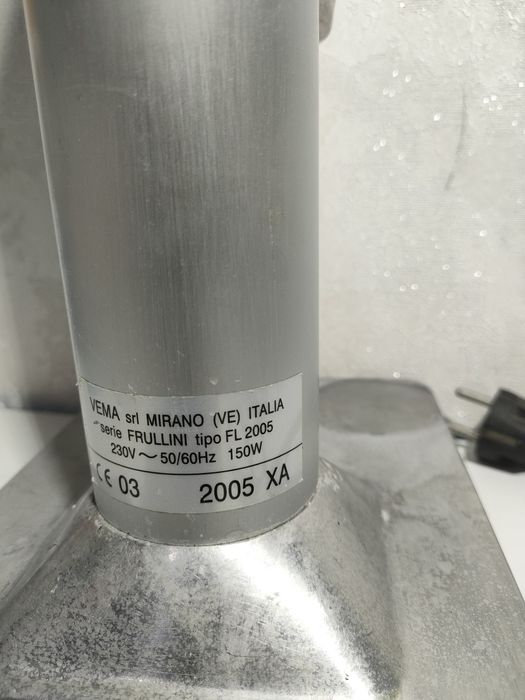 VEMA srl MIRANO (VE) ITALIA
serie FRULLINI tipo FL 2005
230V ~ 50/60Hz 150W
CE 03 2005 XA